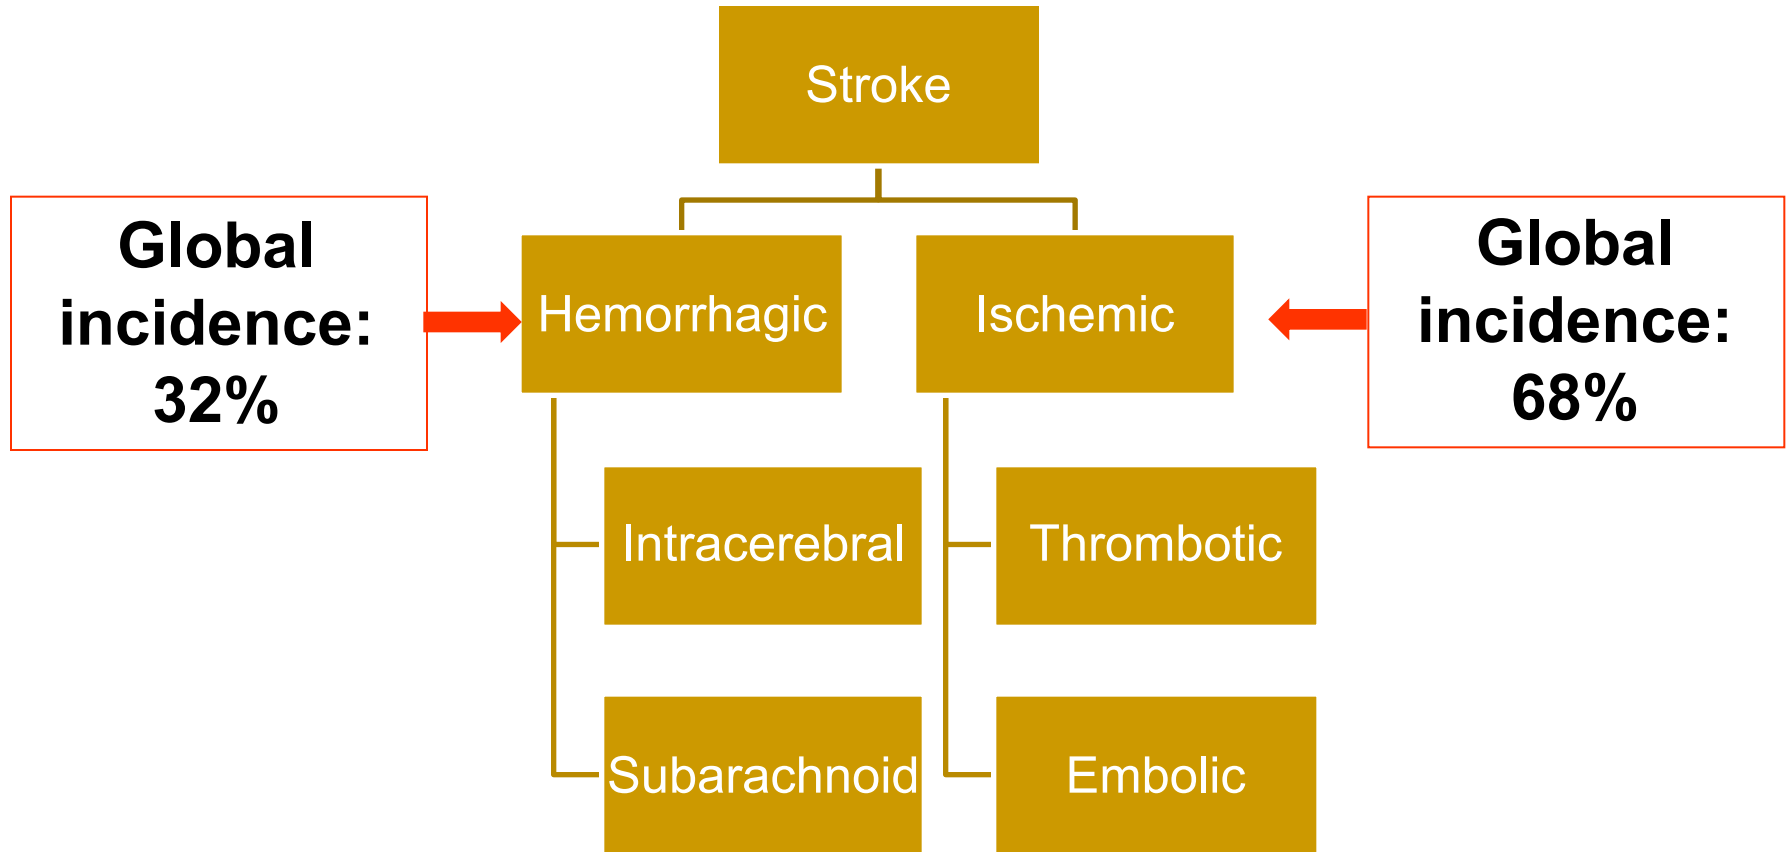 Stroke
Global
incidence:
32%
Hemorrhagic
Ischemic
Global
incidence:
68%
Intracerebral
Thrombotic
Subarachnoid
Embolic